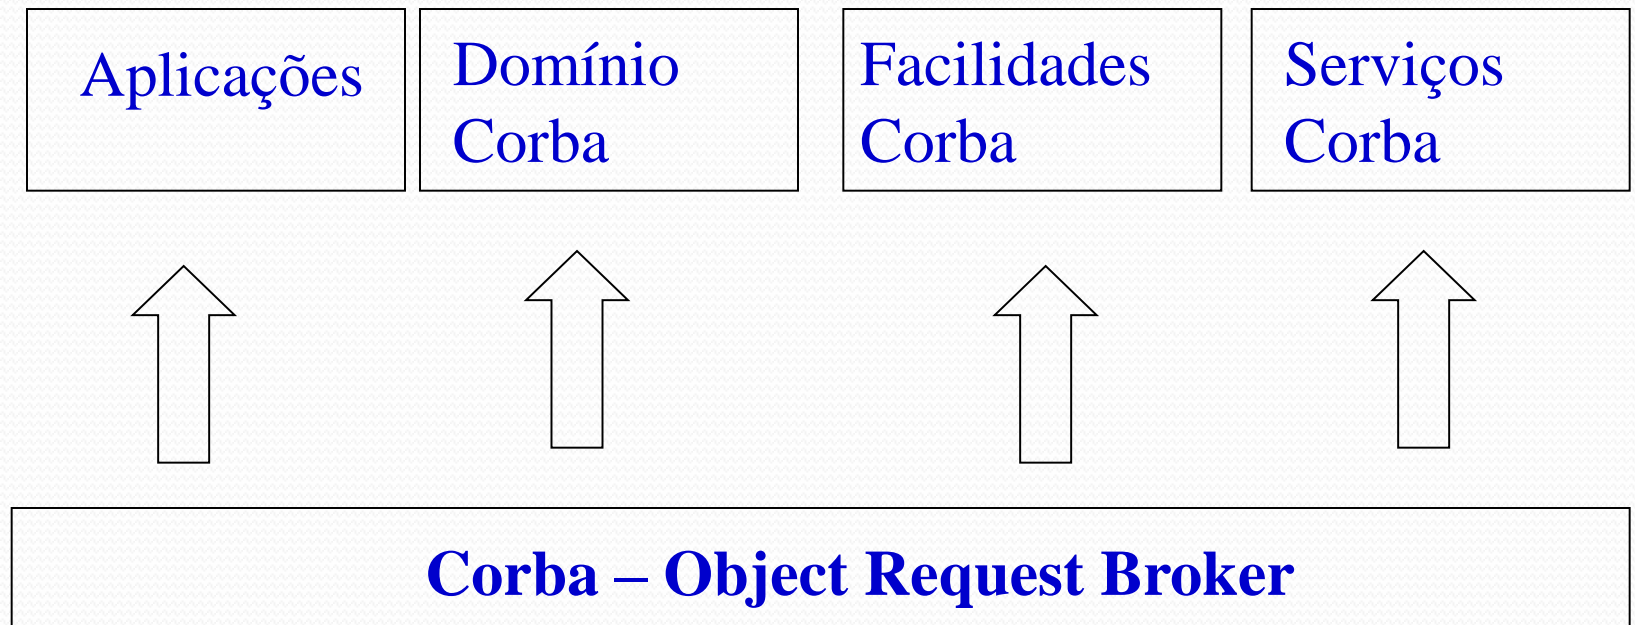 Aplicações
Domínio
Corba
Facilidades
Corba
Serviços
Corba
Corba – Object Request Broker